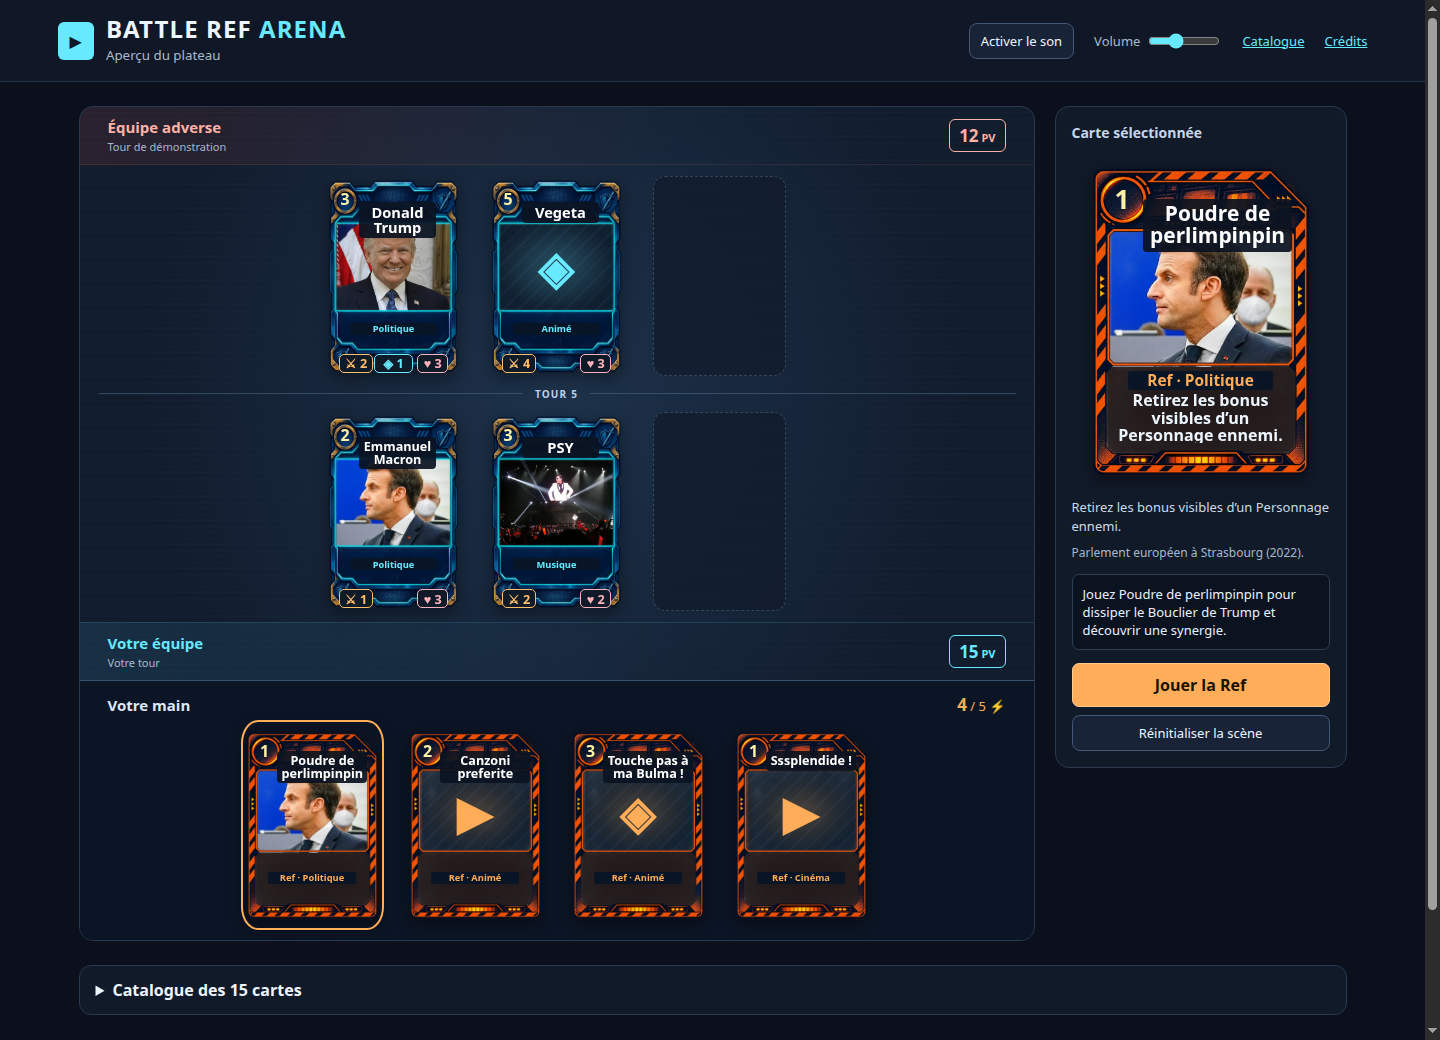 BATTLE REF ARENA
Aperçu du plateau
Activer le son
Volume
Catalogue
Crédits
Équipe adverse
Tour de démonstration
12 PV
3
Donald
Trump
Politique
⚔ 2
◈ 1
♥ 3
5
Vegeta
Animé
⚔ 4
♥ 3
TOUR 5
2
Emmanuel
Macron
Politique
⚔ 1
♥ 3
3
PSY
Musique
⚔ 2
♥ 2
Votre équipe
Votre tour
15 PV
Votre main
4 / 5 ⚡
1
Poudre de
perlimpinpin
Ref · Politique
2
Canzoni
preferite
Ref · Animé
3
Touche pas à
ma Bulma !
Ref · Animé
1
Sssplendide !
Ref · Cinéma
Carte sélectionnée
1
Poudre de
perlimpinpin
Ref · Politique
Retirez les bonus
visibles d’un
Personnage ennemi.
Retirez les bonus visibles d’un Personnage
ennemi.
Parlement européen à Strasbourg (2022).
Jouez Poudre de perlimpinpin pour
dissiper le Bouclier de Trump et
découvrir une synergie.
Jouer la Ref
Réinitialiser la scène
Catalogue des 15 cartes